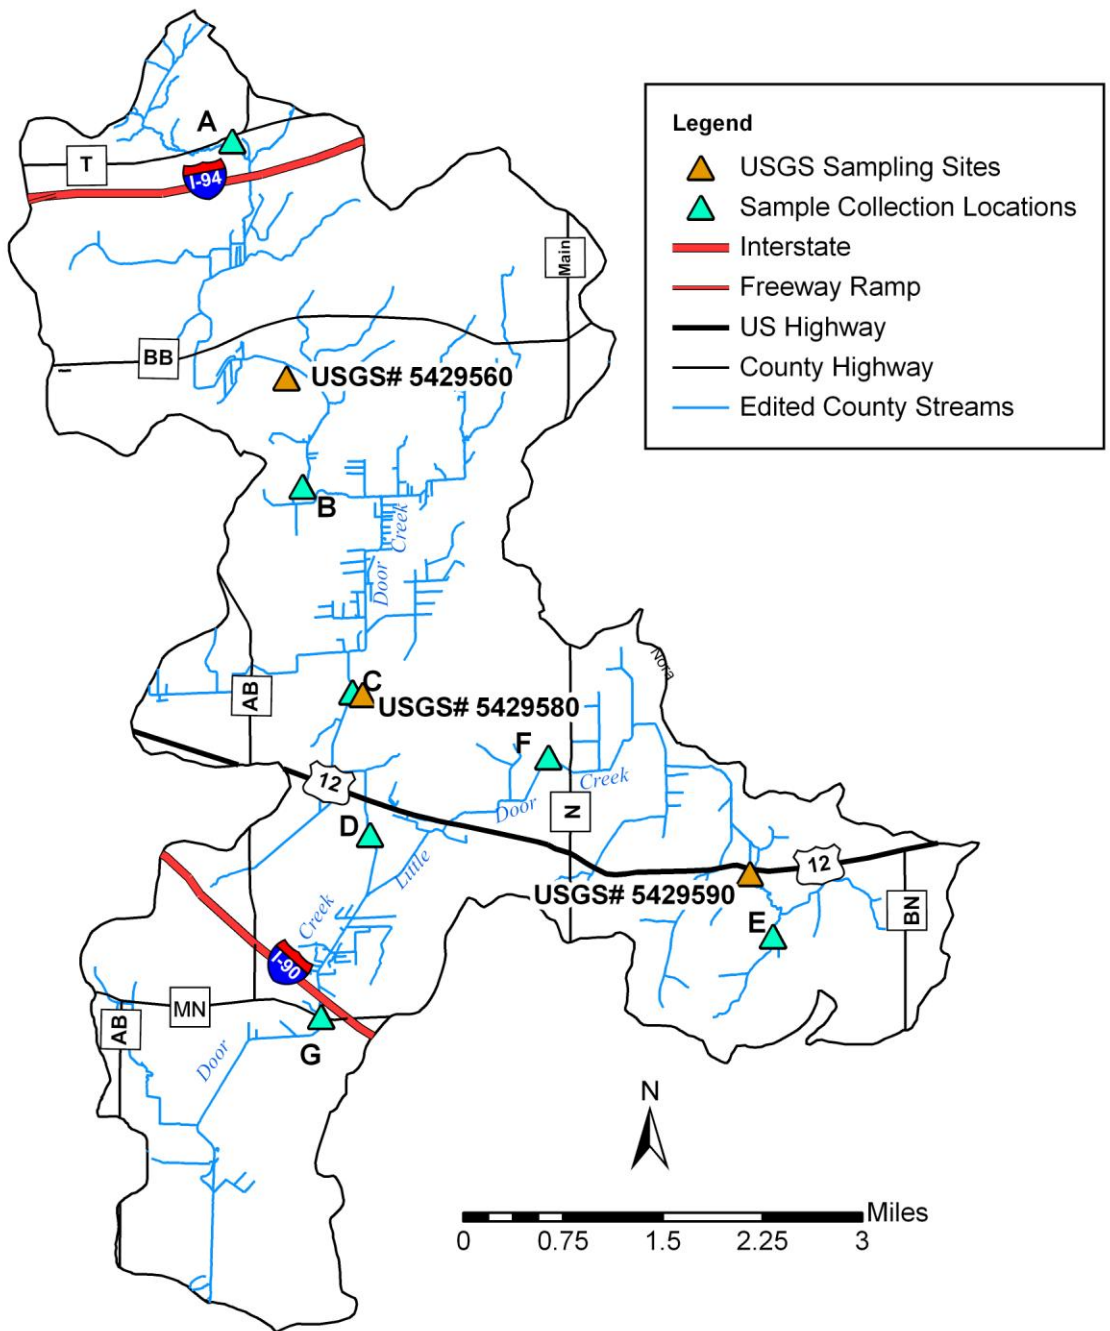 Legend
USGS Sampling Sites
Sample Collection Locations
Interstate
Freeway Ramp
US Highway
County Highway
Edited County Streams
A
T
I-94
Main
BB
USGS# 5429560
B
Creek
Door
Nora
AB
C
USGS# 5429580
F
Creek
12
Door
N
D
Little
12
USGS# 5429590
BN
E
Creek
I-90
MN
AB
G
Door
N
Miles
0 0.75 1.5 2.25 3